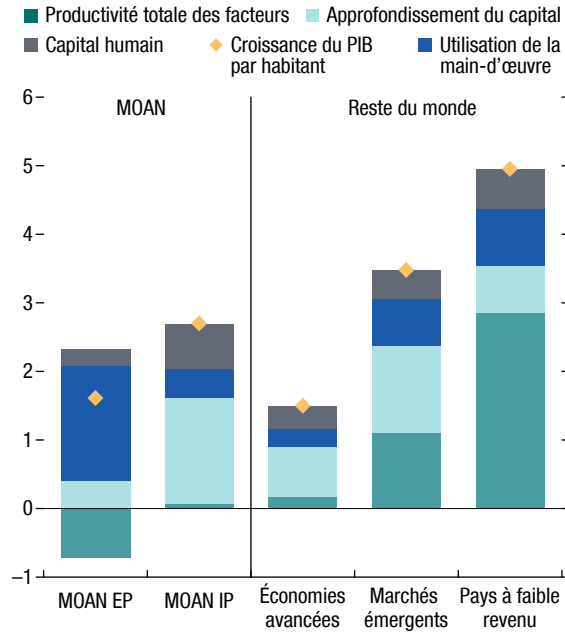 Productivité totale des facteurs
Approfondissement du capital
Capital humain
Croissance du PIB
par habitant
Utilisation de la
main-d'œuvre
6
5
4
3
2
1
0
–1
MOAN
Reste du monde
MOAN EP
MOAN IP
Économies
avancées
Marchés
émergents
Pays à faible
revenu